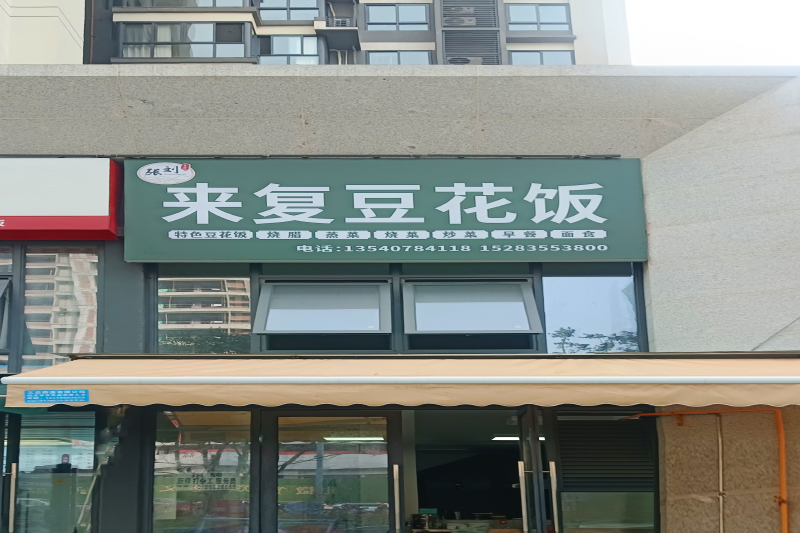 张刘
来复豆花饭
特色豆花饭 烧腊 蒸菜 烧菜 炒菜 早餐 面食
电话:13540784118 15283553800